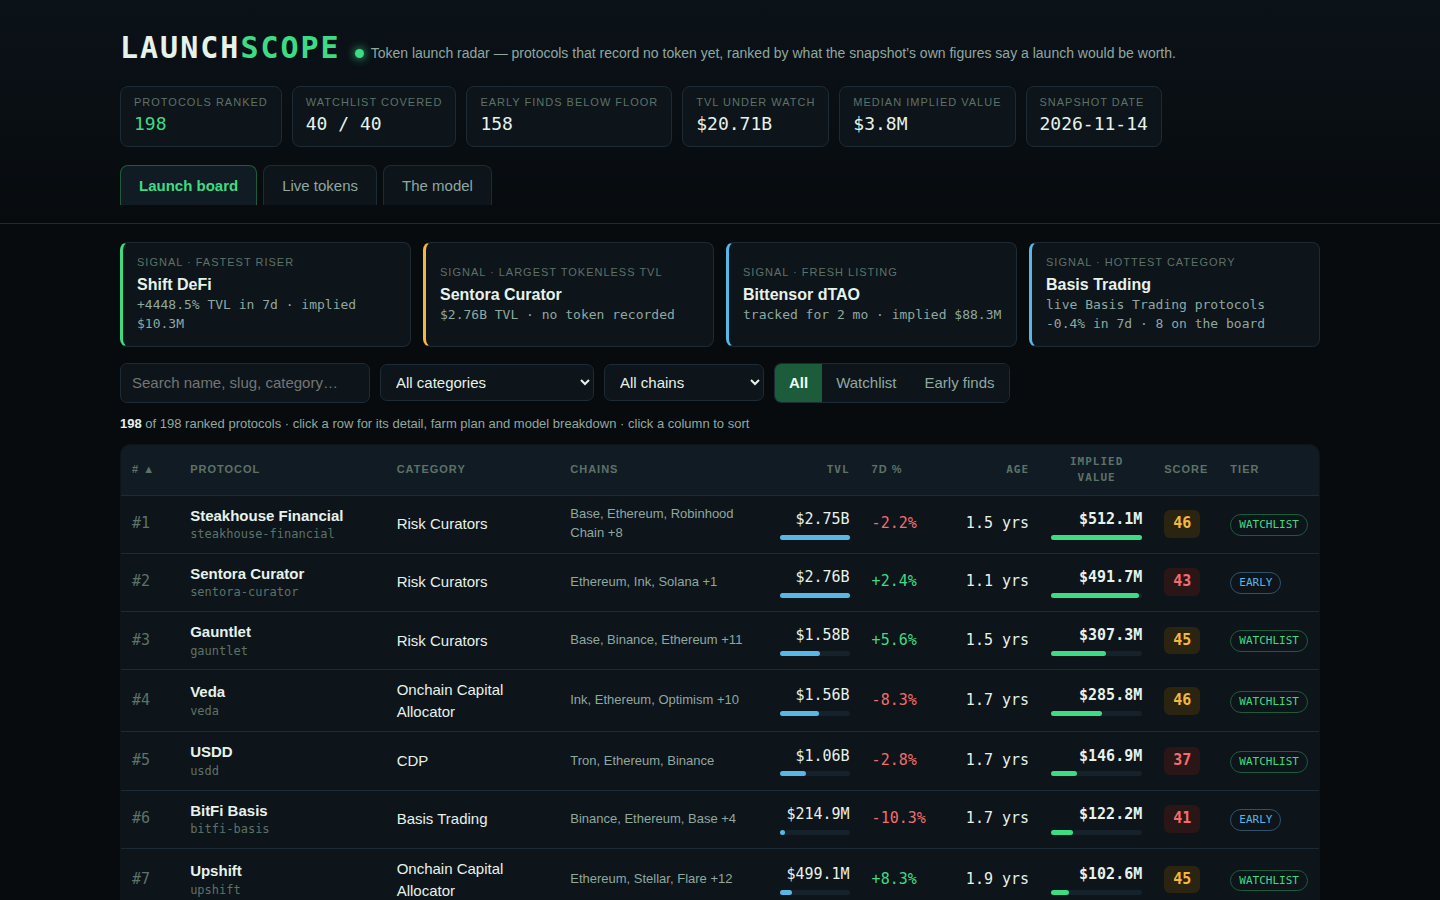 LAUNCHSCOPE Token launch radar — protocols that record no token yet, ranked by what the snapshot's own figures say a launch would be worth.
PROTOCOLS RANKED
198
WATCHLIST COVERED
40 / 40
EARLY FINDS BELOW FLOOR
158
TVL UNDER WATCH
$20.71B
MEDIAN IMPLIED VALUE
$3.8M
SNAPSHOT DATE
2026-11-14
Launch board
Live tokens
The model
SIGNAL · FASTEST RISER
Shift DeFi
+4448.5% TVL in 7d · implied
$10.3M
SIGNAL · LARGEST TOKENLESS TVL
Sentora Curator
$2.76B TVL · no token recorded
SIGNAL · FRESH LISTING
Bittensor dTAO
tracked for 2 mo · implied $88.3M
SIGNAL · HOTTEST CATEGORY
Basis Trading
live Basis Trading protocols
-0.4% in 7d · 8 on the board
Search name, slug, category…
All categories
All chains
All
Watchlist
Early finds
198 of 198 ranked protocols · click a row for its detail, farm plan and model breakdown · click a column to sort
# ▲ PROTOCOL CATEGORY CHAINS TVL 7D % AGE IMPLIED VALUE SCORE TIER
#1 Steakhouse Financial Risk Curators Base, Ethereum, Robinhood $2.75B -2.2% 1.5 yrs $512.1M 46 WATCHLIST
steakhouse-financial Chain +8
#2 Sentora Curator Risk Curators Ethereum, Ink, Solana +1 $2.76B +2.4% 1.1 yrs $491.7M 43 EARLY
sentora-curator
#3 Gauntlet Risk Curators Base, Binance, Ethereum +11 $1.58B +5.6% 1.5 yrs $307.3M 45 WATCHLIST
gauntlet
#4 Veda Onchain Capital Ink, Ethereum, Optimism +10 $1.56B -8.3% 1.7 yrs $285.8M 46 WATCHLIST
veda Allocator
#5 USDD CDP Tron, Ethereum, Binance $1.06B -2.8% 1.7 yrs $146.9M 37 WATCHLIST
usdd
#6 BitFi Basis Basis Trading Binance, Ethereum, Base +4 $214.9M -10.3% 1.7 yrs $122.2M 41 EARLY
bitfi-basis
#7 Upshift Onchain Capital Ethereum, Stellar, Flare +12 $499.1M +8.3% 1.9 yrs $102.6M 45 WATCHLIST
upshift Allocator